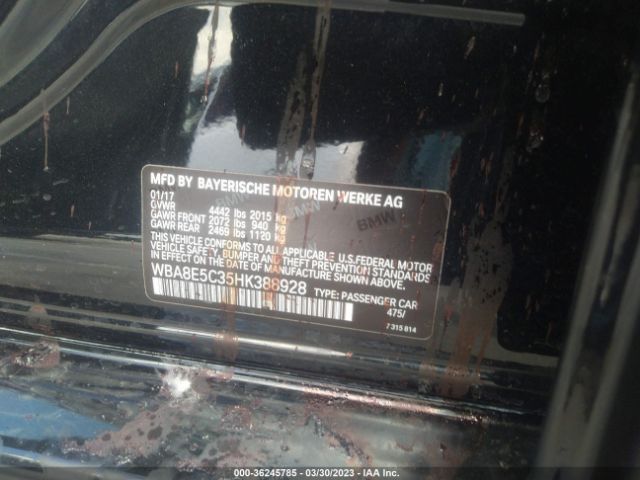 MFD BY BAYERISCHE MOTOREN WERKE AG
01/17
GVWR 4442 lbs 2015 kg
GAWR FRONT 2072 lbs 940 kg
GAWR REAR 2469 lbs 1120 kg
THIS VEHICLE CONFORMS TO ALL APPLICABLE U.S.FEDERAL MOTOR
VEHICLE SAFETY, BUMPER AND THEFT PREVENTION STANDARDS
IN EFFECT ON THE DATE OF MANUFACTURE SHOWN ABOVE.
WBA8E5C35HK388928 TYPE: PASSENGER CAR
475/
7 315 814
000-36245785 - 03/30/2023 - IAA Inc.